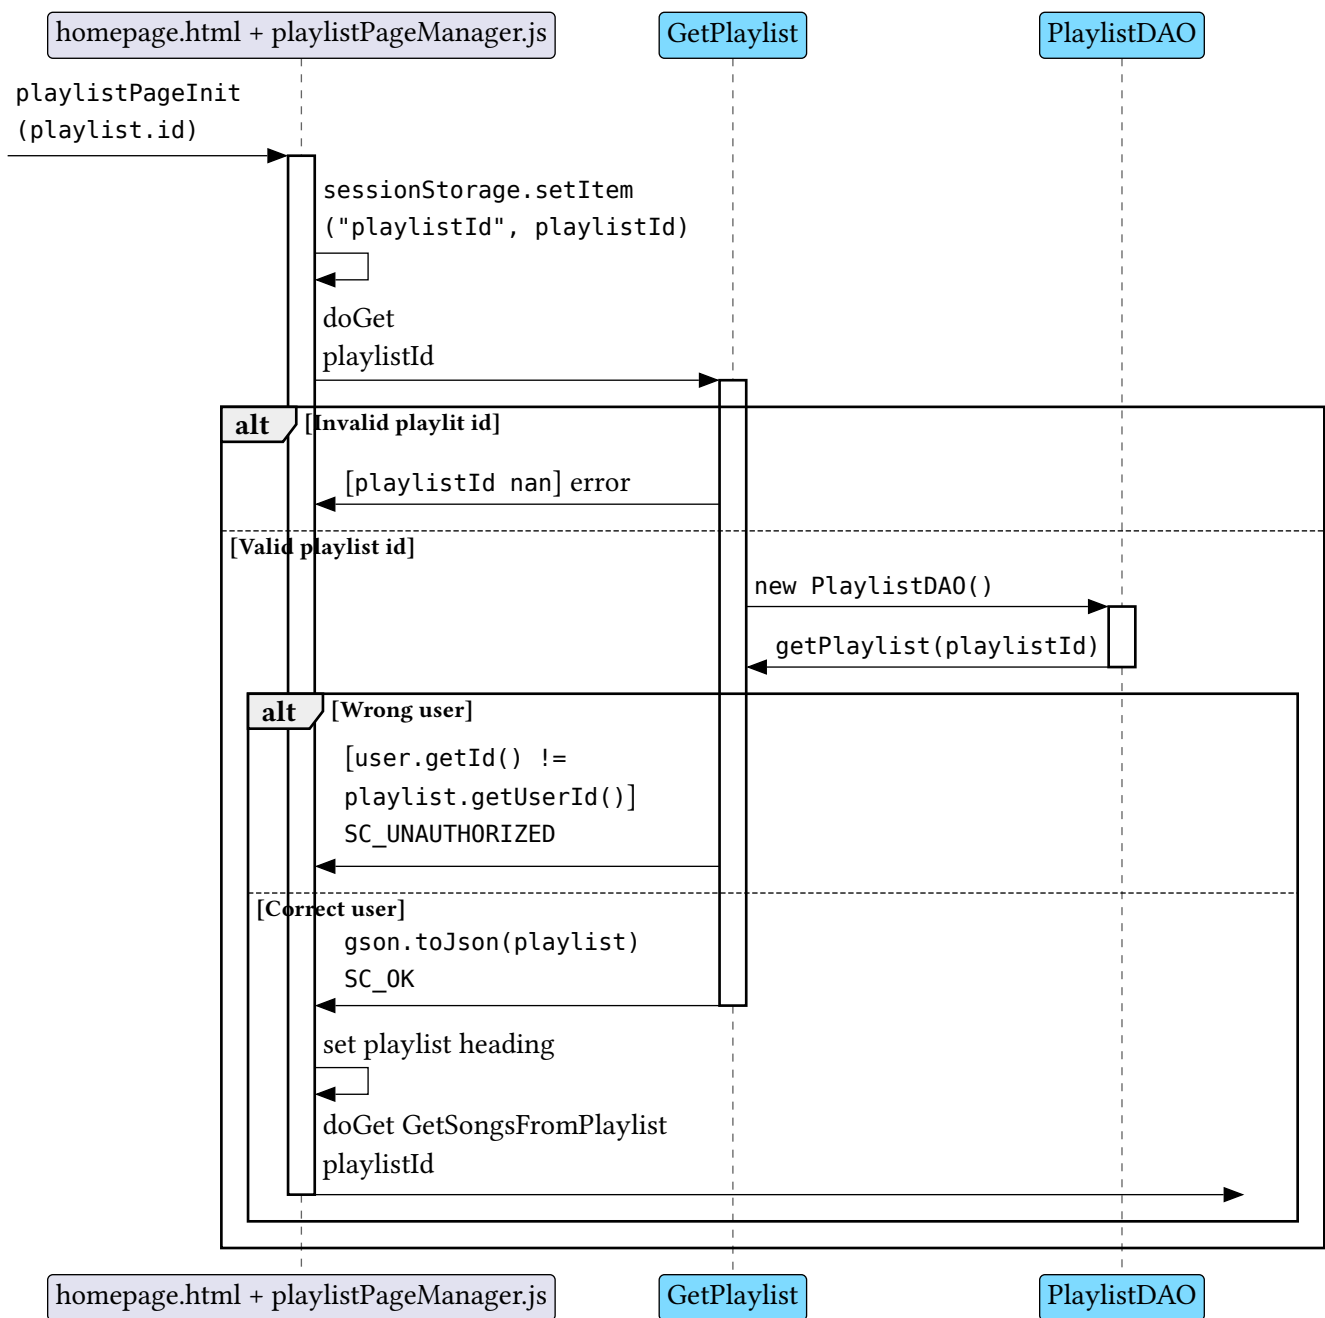 homepage.html + playlistPageManager.js
GetPlaylist
PlaylistDAO
playlistPageInit
(playlist.id)
sessionStorage.setItem
("playlistId", playlistId)
doGet
playlistId
alt
[Invalid playlit id]
[playlistId nan] error
[Valid playlist id]
new PlaylistDAO()
getPlaylist(playlistId)
alt
[Wrong user]
[user.getId() !=
playlist.getUserId()]
SC_UNAUTHORIZED
[Correct user]
gson.toJson(playlist)
SC_OK
set playlist heading
doGet GetSongsFromPlaylist
playlistId
homepage.html + playlistPageManager.js
GetPlaylist
PlaylistDAO